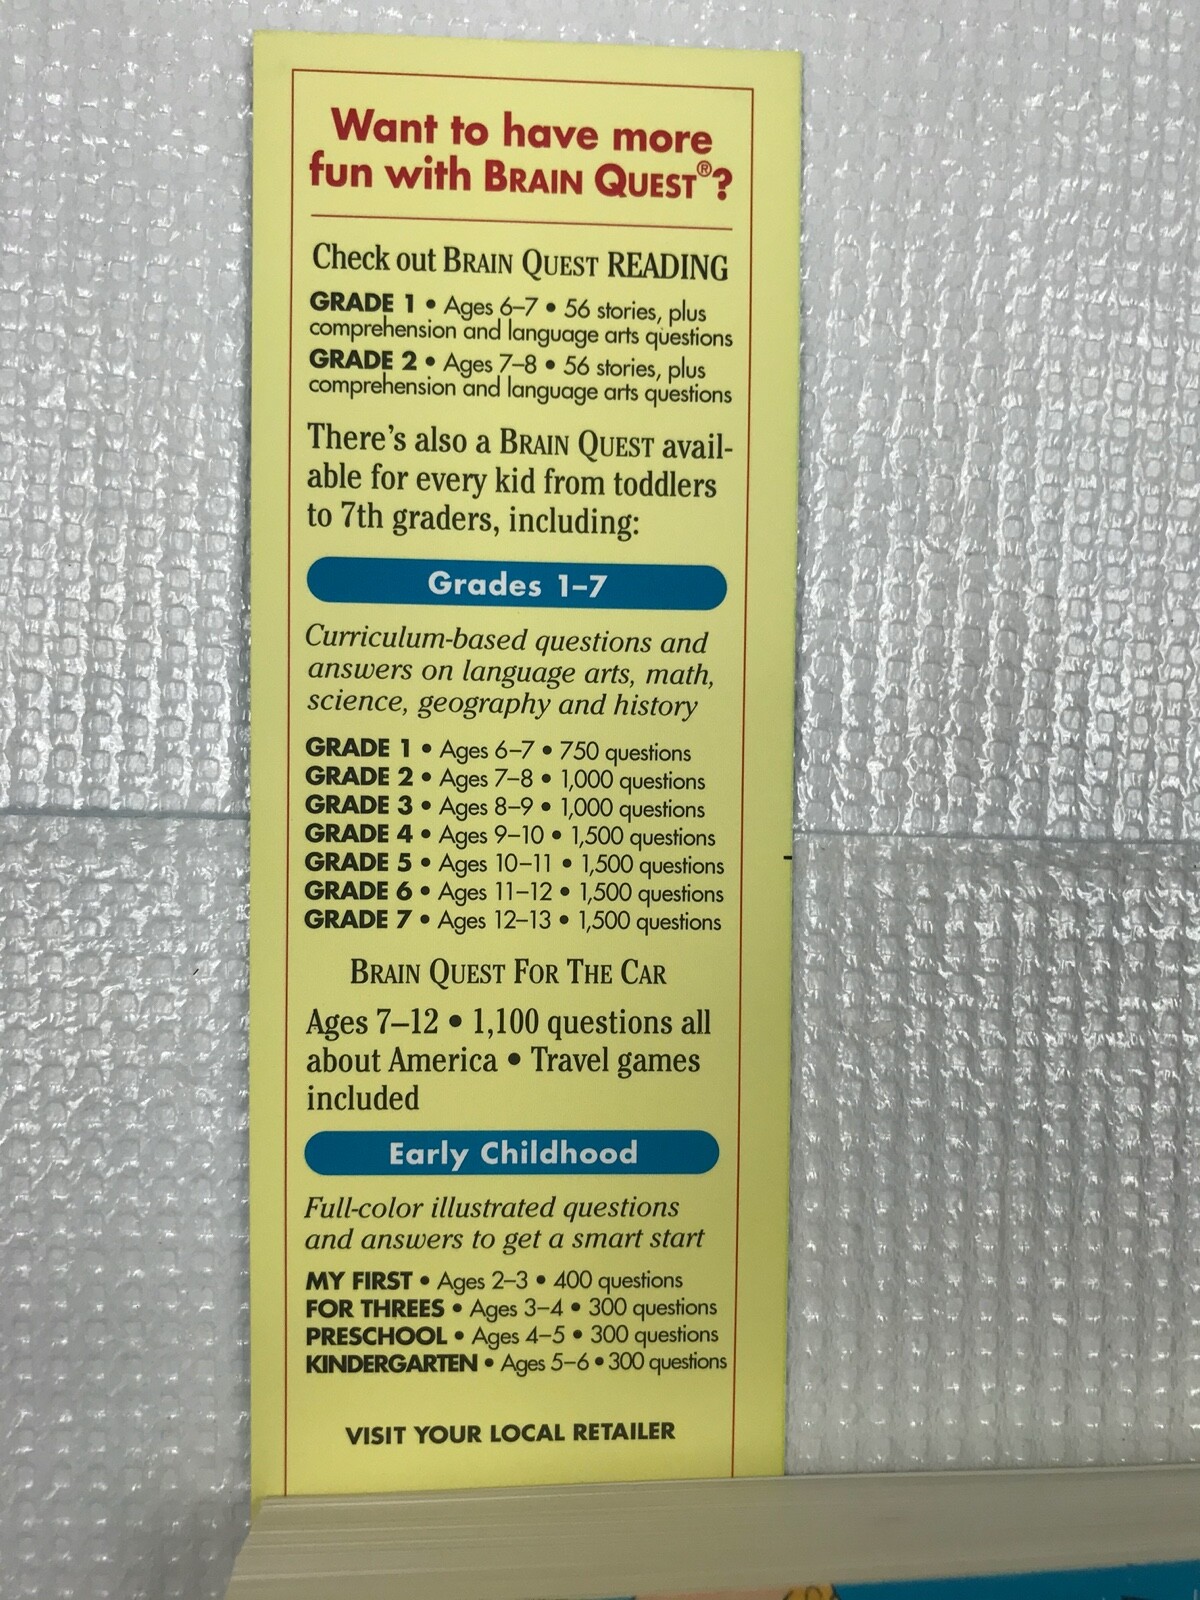 Want to have more
fun with BRAIN QUEST®?
Check out BRAIN QUEST READING
GRADE 1 • Ages 6–7 • 56 stories, plus
comprehension and language arts questions
GRADE 2 • Ages 7–8 • 56 stories, plus
comprehension and language arts questions
There's also a BRAIN QUEST avail-
able for every kid from toddlers
to 7th graders, including:
Grades 1–7
Curriculum-based questions and
answers on language arts, math,
science, geography and history
GRADE 1 • Ages 6–7 • 750 questions
GRADE 2 • Ages 7–8 • 1,000 questions
GRADE 3 • Ages 8–9 • 1,000 questions
GRADE 4 • Ages 9–10 • 1,500 questions
GRADE 5 • Ages 10–11 • 1,500 questions
GRADE 6 • Ages 11–12 • 1,500 questions
GRADE 7 • Ages 12–13 • 1,500 questions
BRAIN QUEST FOR THE CAR
Ages 7–12 • 1,100 questions all
about America • Travel games
included
Early Childhood
Full-color illustrated questions
and answers to get a smart start
MY FIRST • Ages 2–3 • 400 questions
FOR THREES • Ages 3–4 • 300 questions
PRESCHOOL • Ages 4–5 • 300 questions
KINDERGARTEN • Ages 5–6 • 300 questions
VISIT YOUR LOCAL RETAILER